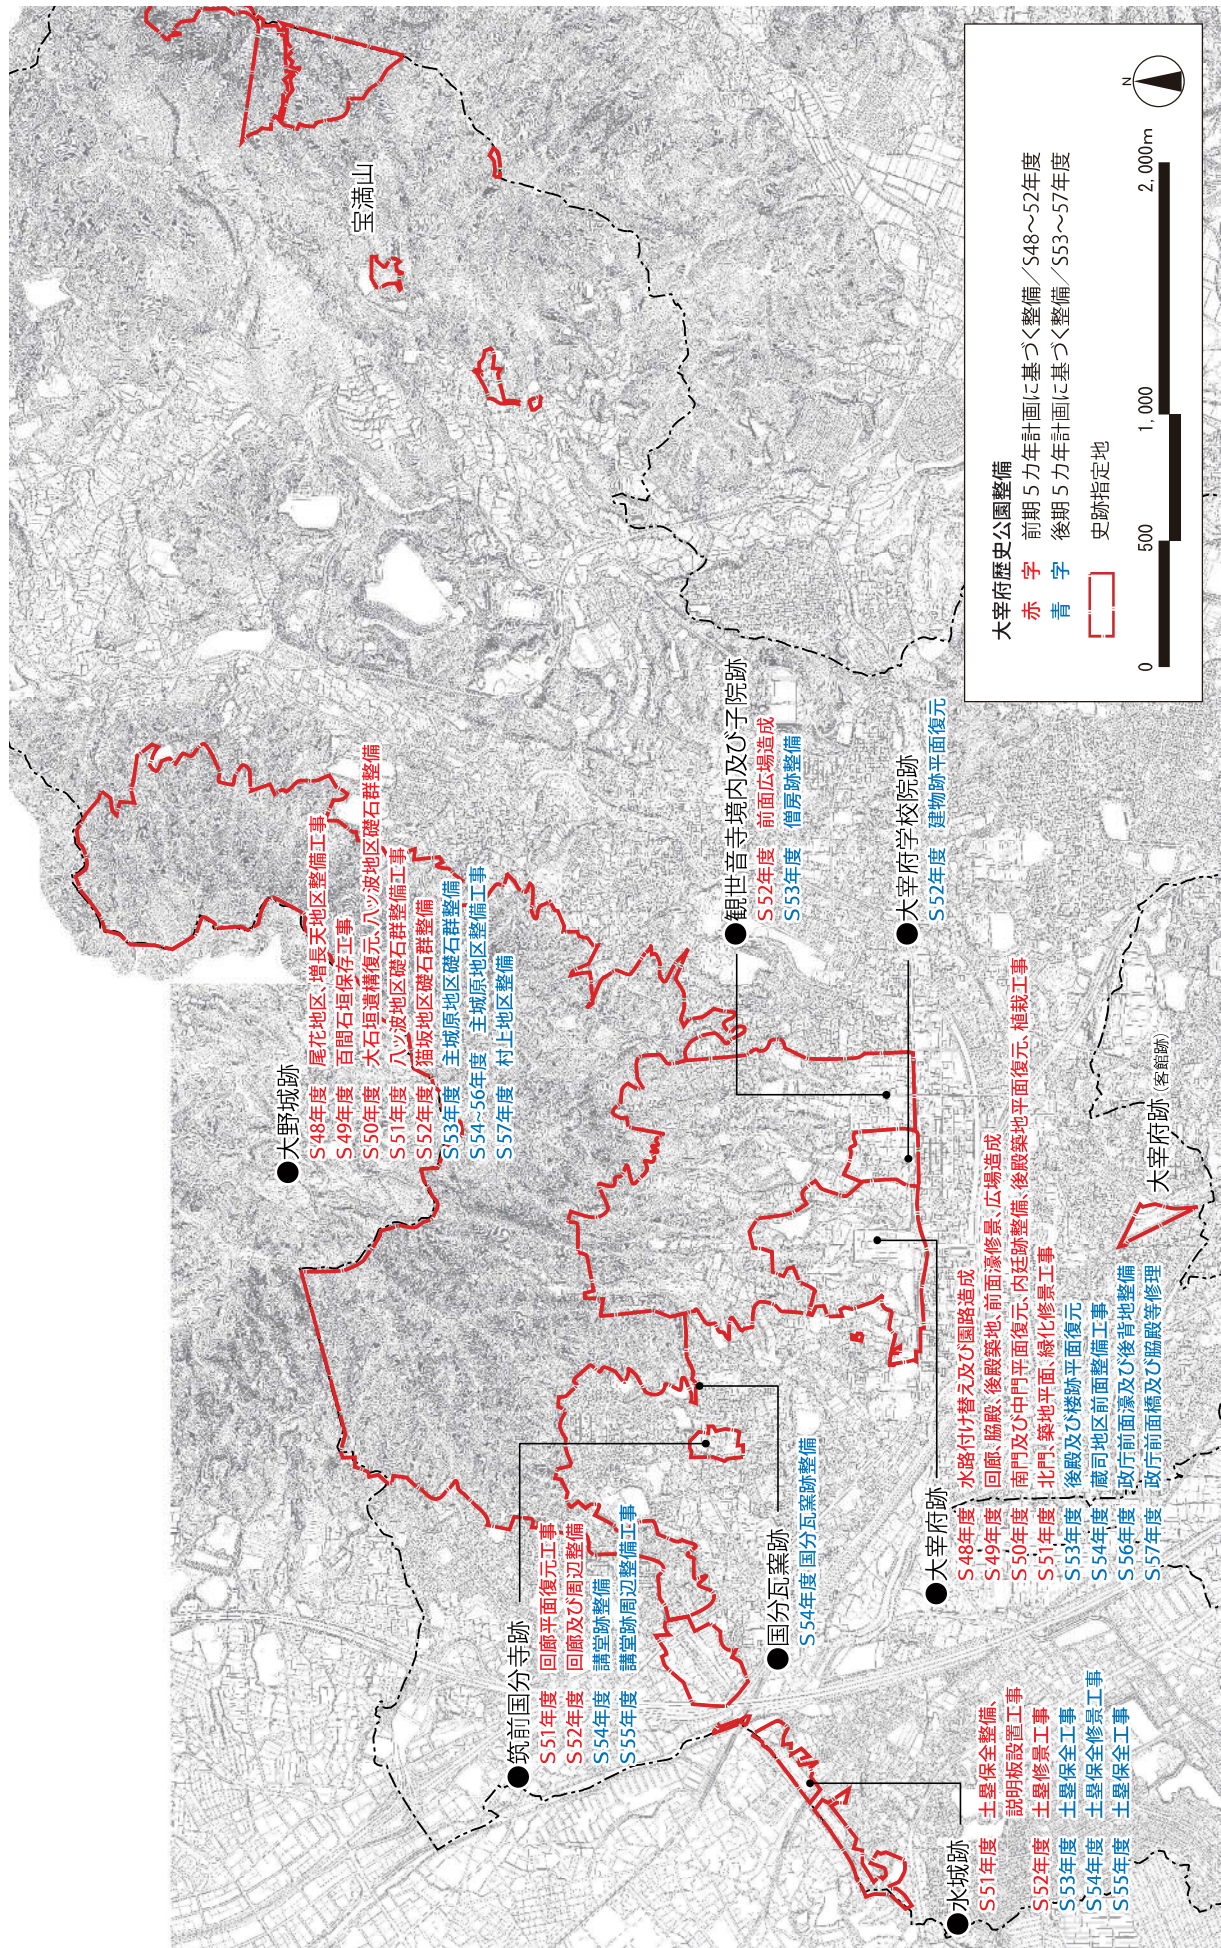 宝満山
大野城跡
S48年度 尾花地区、増長天地区整備工事
S49年度 百間石垣保存工事
S50年度 大石垣遺構復元、八ッ波地区礎石群整備
S51年度 八ッ波地区礎石群整備工事
S52年度 猫坂地区礎石群整備
S53年度 主城原地区礎石群整備
S54~56年度 主城原地区整備工事
S57年度 村上地区整備
筑前国分寺跡
S51年度 回廊平面復元工事
S52年度 回廊及び周辺整備
S54年度 講堂跡整備
S55年度 講堂跡周辺整備工事
観世音寺境内及び子院跡
S52年度 前面広場造成
S53年度 僧房跡整備
国分瓦窯跡
S54年度 国分瓦窯跡整備
大宰府学校院跡
S52年度 建物跡平面復元
大宰府跡
S48年度 水路付け替え及び園路造成
S49年度 回廊、脇殿、後殿築地、前面濠修景、広場造成
S50年度 南門及び中門平面復元、内廷跡整備、後殿築地平面復元、植栽工事
S51年度 北門、築地平面、緑化修景工事
S53年度 後殿及び楼跡平面復元
S54年度 蔵司地区前面整備工事
S56年度 政庁前面濠及び後背地整備
S57年度 政庁前面橋及び脇殿等修理
水城跡
S51年度 土塁保全整備、
説明板設置工事
S52年度 土塁修景工事
S53年度 土塁保全工事
S54年度 土塁保全修景工事
S55年度 土塁保全工事
大宰府跡(客館跡)
大宰府歴史公園整備
赤 字 前期5カ年計画に基づく整備／S48～52年度
青 字 後期5カ年計画に基づく整備／S53～57年度
史跡指定地
N
0 500 1,000 2,000m